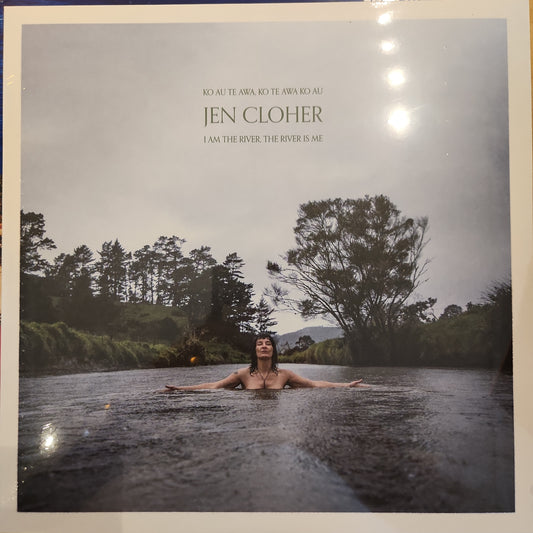 KO AU TE AWA, KO TE AWA KO AU
JEN CLOHER
I AM THE RIVER, THE RIVER IS ME